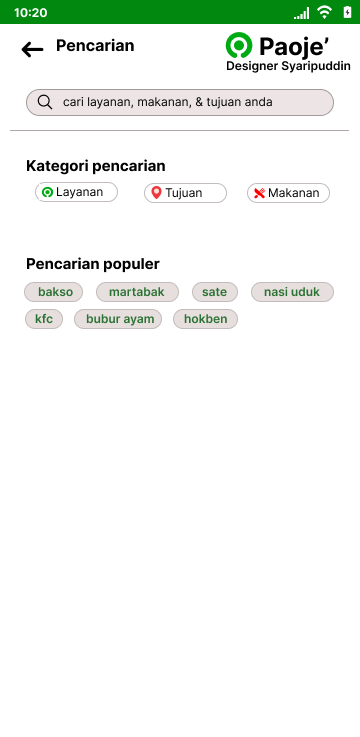 10:20
Pencarian
Paoje’
Designer Syaripuddin
cari layanan, makanan, & tujuan anda
Kategori pencarian
Layanan Tujuan Makanan
Pencarian populer
bakso martabak sate nasi uduk
kfc bubur ayam hokben